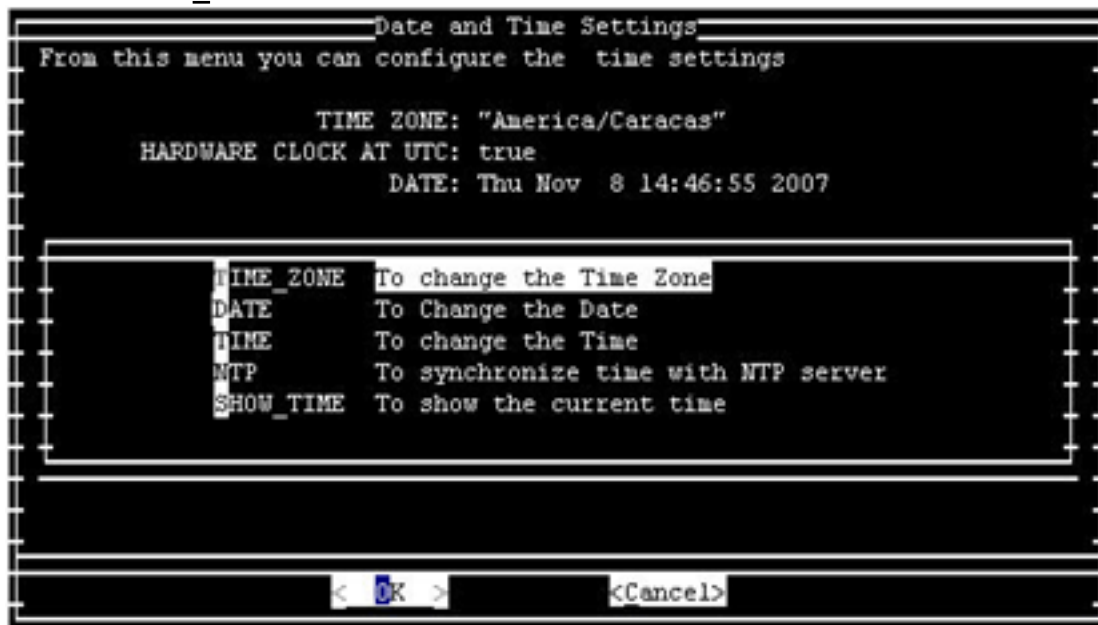 Date and Time Settings
From this menu you can configure the  time settings
TIME ZONE: "America/Caracas"
HARDWARE CLOCK AT UTC: true
DATE: Thu Nov  8 14:46:55 2007
TIME_ZONE  To change the Time Zone
DATE  To Change the Date
TIME  To change the Time
NTP  To synchronize time with NTP server
SHOW_TIME  To show the current time
<  OK  >  <Cancel>